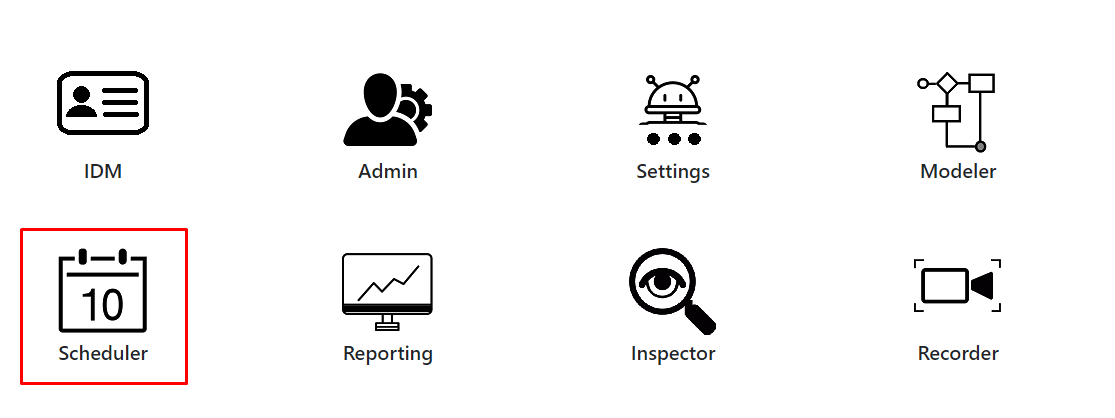 IDM
Admin
Settings
Modeler
10
Scheduler
Reporting
Inspector
Recorder